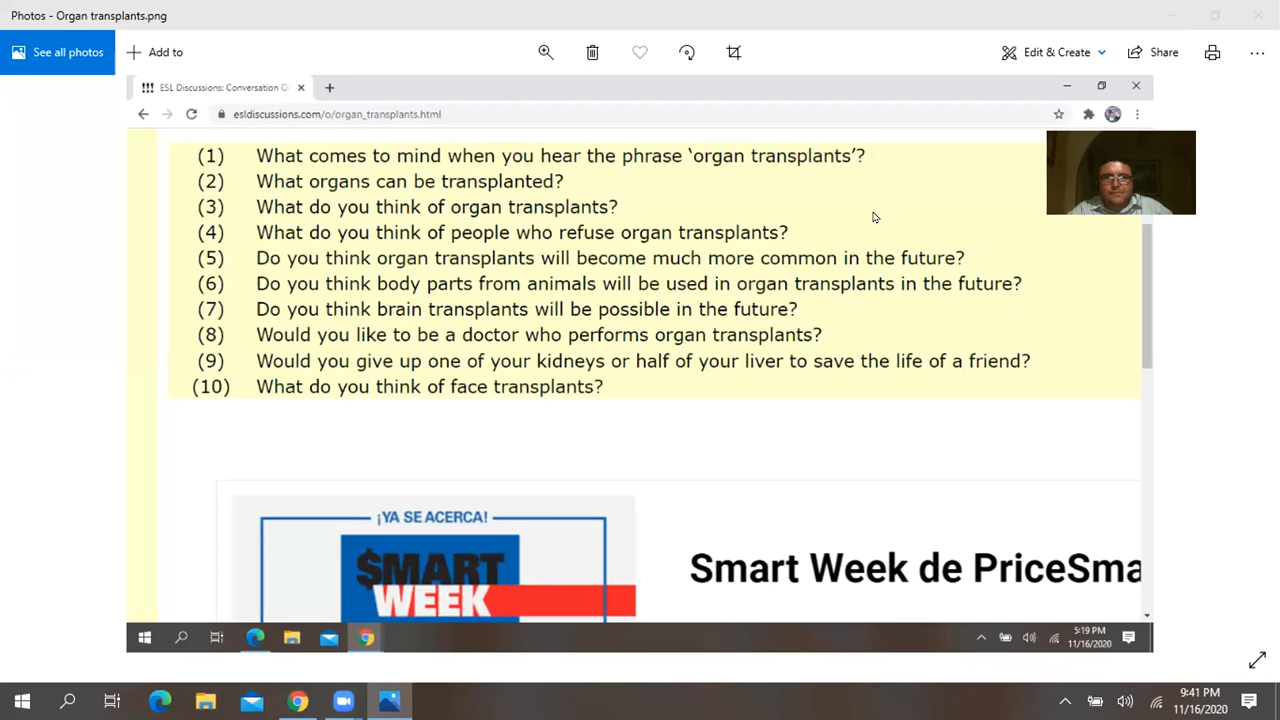 Photos - Organ transplants.png
See all photos
Add to
Edit & Create
Share
ESL Discussions: Conversation Q
esldiscussions.com/o/organ_transplants.html
(1) What comes to mind when you hear the phrase ‘organ transplants’?
(2) What organs can be transplanted?
(3) What do you think of organ transplants?
(4) What do you think of people who refuse organ transplants?
(5) Do you think organ transplants will become much more common in the future?
(6) Do you think body parts from animals will be used in organ transplants in the future?
(7) Do you think brain transplants will be possible in the future?
(8) Would you like to be a doctor who performs organ transplants?
(9) Would you give up one of your kidneys or half of your liver to save the life of a friend?
(10) What do you think of face transplants?
¡YA SE ACERCA!
$MART
WEEK
Smart Week de PriceSma
5:19 PM
11/16/2020
9:41 PM
11/16/2020